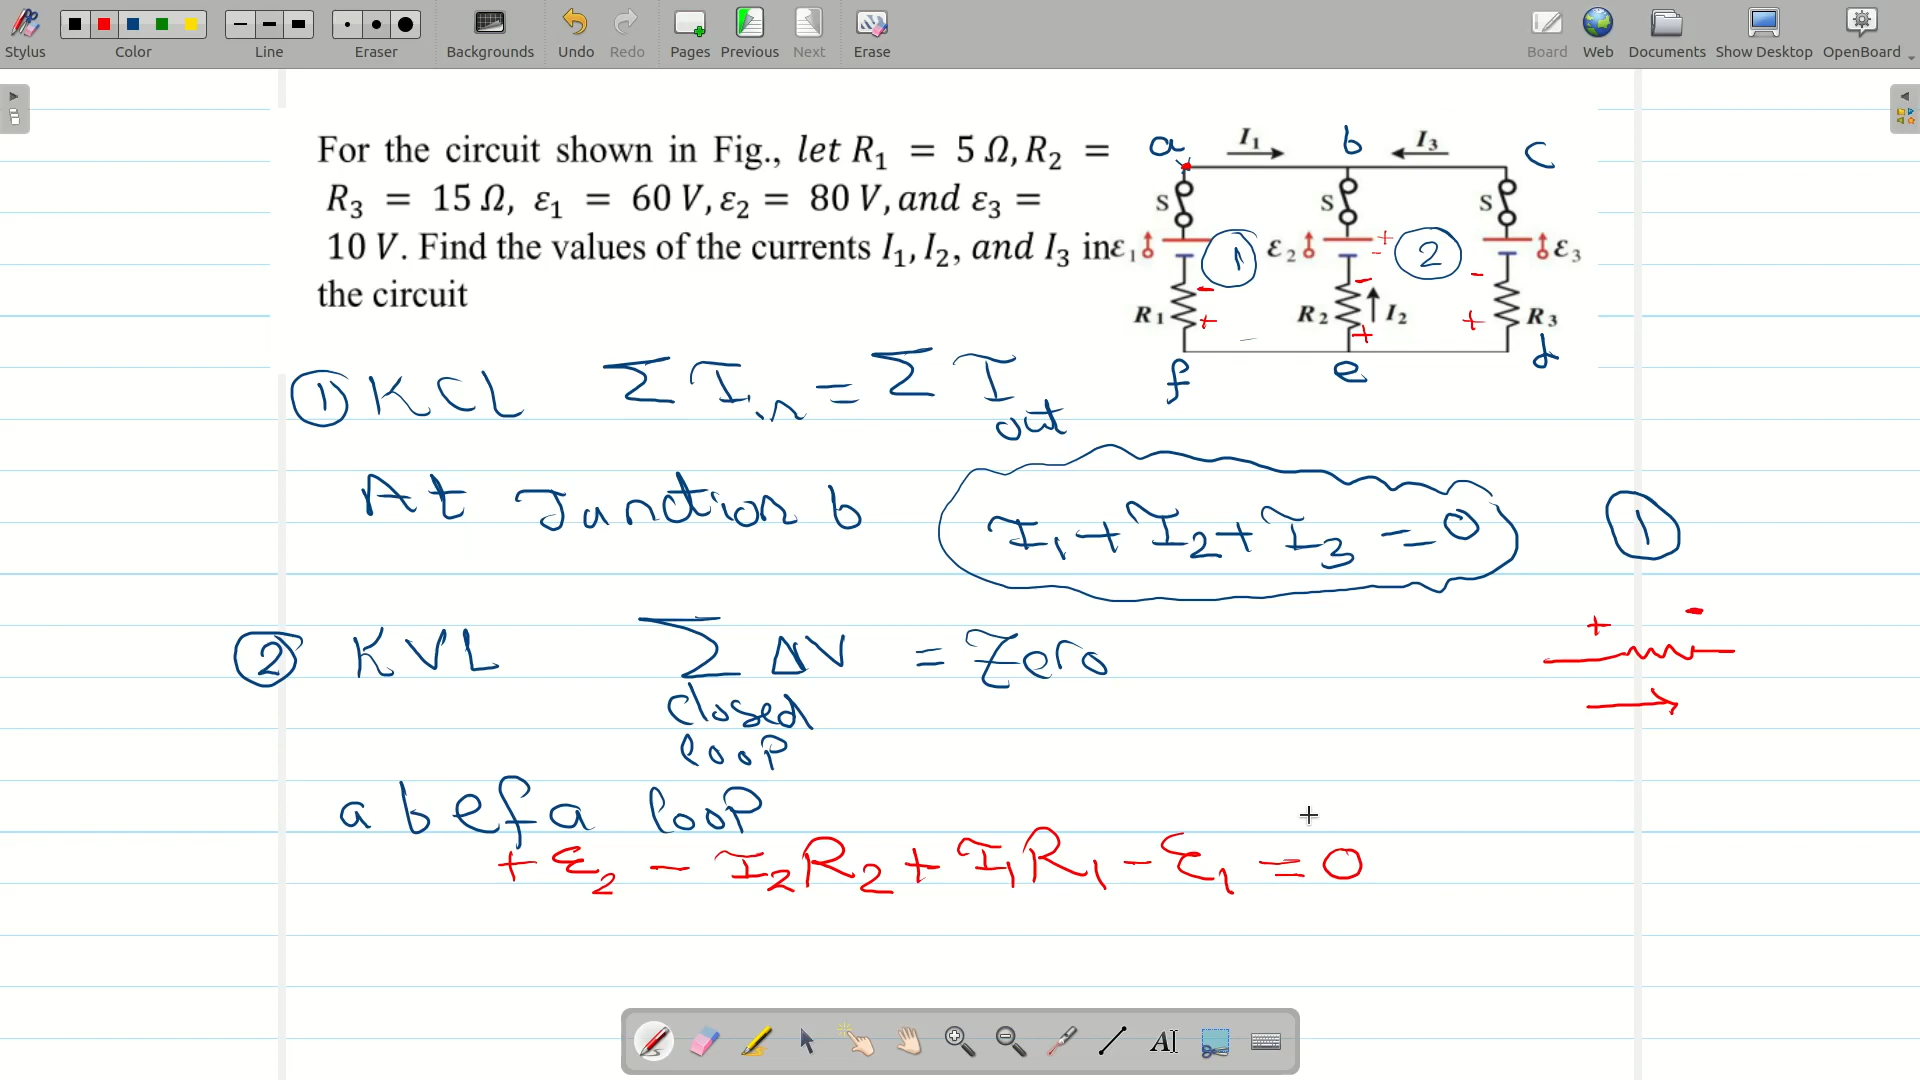 Stylus Color Line Eraser Backgrounds Undo Redo Pages Previous Next Erase Board Web Documents Show Desktop OpenBoard
For the circuit shown in Fig., let R₁ = 5 Ω, R₂ =
R₃ = 15 Ω, ε₁ = 60 V, ε₂ = 80 V, and ε₃ =
10 V. Find the values of the currents I₁, I₂, and I₃ in
the circuit
a I₁ b I₃ c
S S S
ε₁ 1 ε₂ + - 2 ε₃
- - -
R₁ + R₂ + I₂ + R₃
f e d
① KCL Σ I in = Σ I out
At Junction b I₁ + I₂ + I₃ = 0 ①
② KVL Σ ΔV = Zero
closed
loop
+ -
a b e f a loop
+ ε₂ - I₂R₂ + I₁R₁ - ε₁ = 0
AI